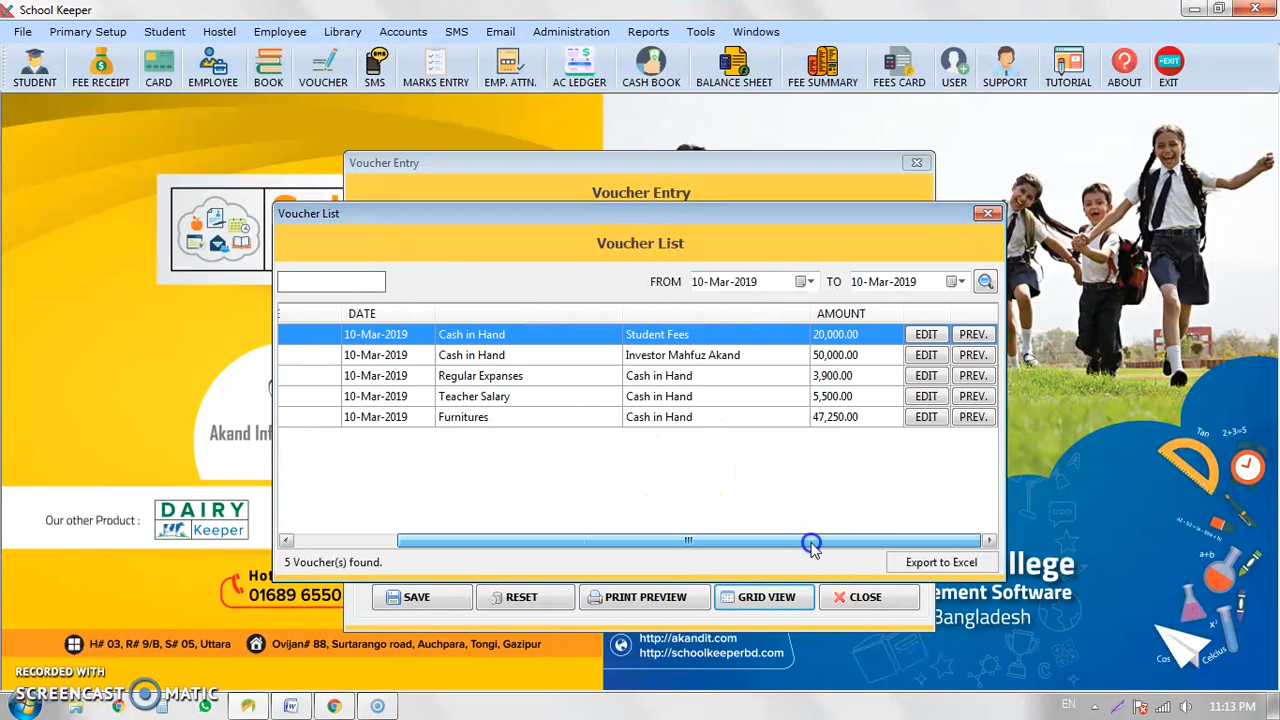 School Keeper
File Primary Setup Student Hostel Employee Library Accounts SMS Email Administration Reports Tools Windows
STUDENT FEE RECEIPT CARD EMPLOYEE BOOK VOUCHER SMS MARKS ENTRY EMP. ATTN. AC LEDGER CASH BOOK BALANCE SHEET FEE SUMMARY FEES CARD USER SUPPORT TUTORIAL ABOUT EXIT
Voucher Entry
Voucher Entry
Voucher List
Voucher List
FROM 10-Mar-2019 TO 10-Mar-2019
DATE AMOUNT
10-Mar-2019 Cash in Hand Student Fees 20,000.00 EDIT PREV.
10-Mar-2019 Cash in Hand Investor Mahfuz Akand 50,000.00 EDIT PREV.
10-Mar-2019 Regular Expanses Cash in Hand 3,900.00 EDIT PREV.
10-Mar-2019 Teacher Salary Cash in Hand 5,500.00 EDIT PREV.
10-Mar-2019 Furnitures Cash in Hand 47,250.00 EDIT PREV.
5 Voucher(s) found. Export to Excel
SAVE RESET PRINT PREVIEW GRID VIEW CLOSE
Akand Inf
Our other Product : DAIRY Keeper
Hot
01689 6550
ollege
ement Software
Bangladesh
Tan 2+3=5
a+b
x²
Cos Celcius
H# 03, R# 9/B, S# 05, Uttara Ovijan# 88, Surtarango road, Auchpara, Tongi, Gazipur
http://akandit.com
http://schoolkeeperbd.com
RECORDED WITH
SCREENCAST MATIC
EN 11:13 PM